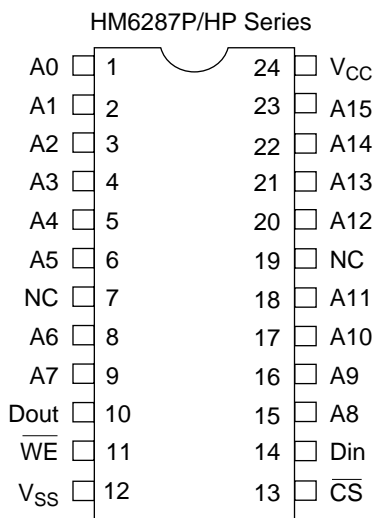 HM6287P/HP Series
A0 1 24 VCC
A1 2 23 A15
A2 3 22 A14
A3 4 21 A13
A4 5 20 A12
A5 6 19 NC
NC 7 18 A11
A6 8 17 A10
A7 9 16 A9
Dout 10 15 A8
W̅E̅ 11 14 Din
VSS 12 13 C̅S̅